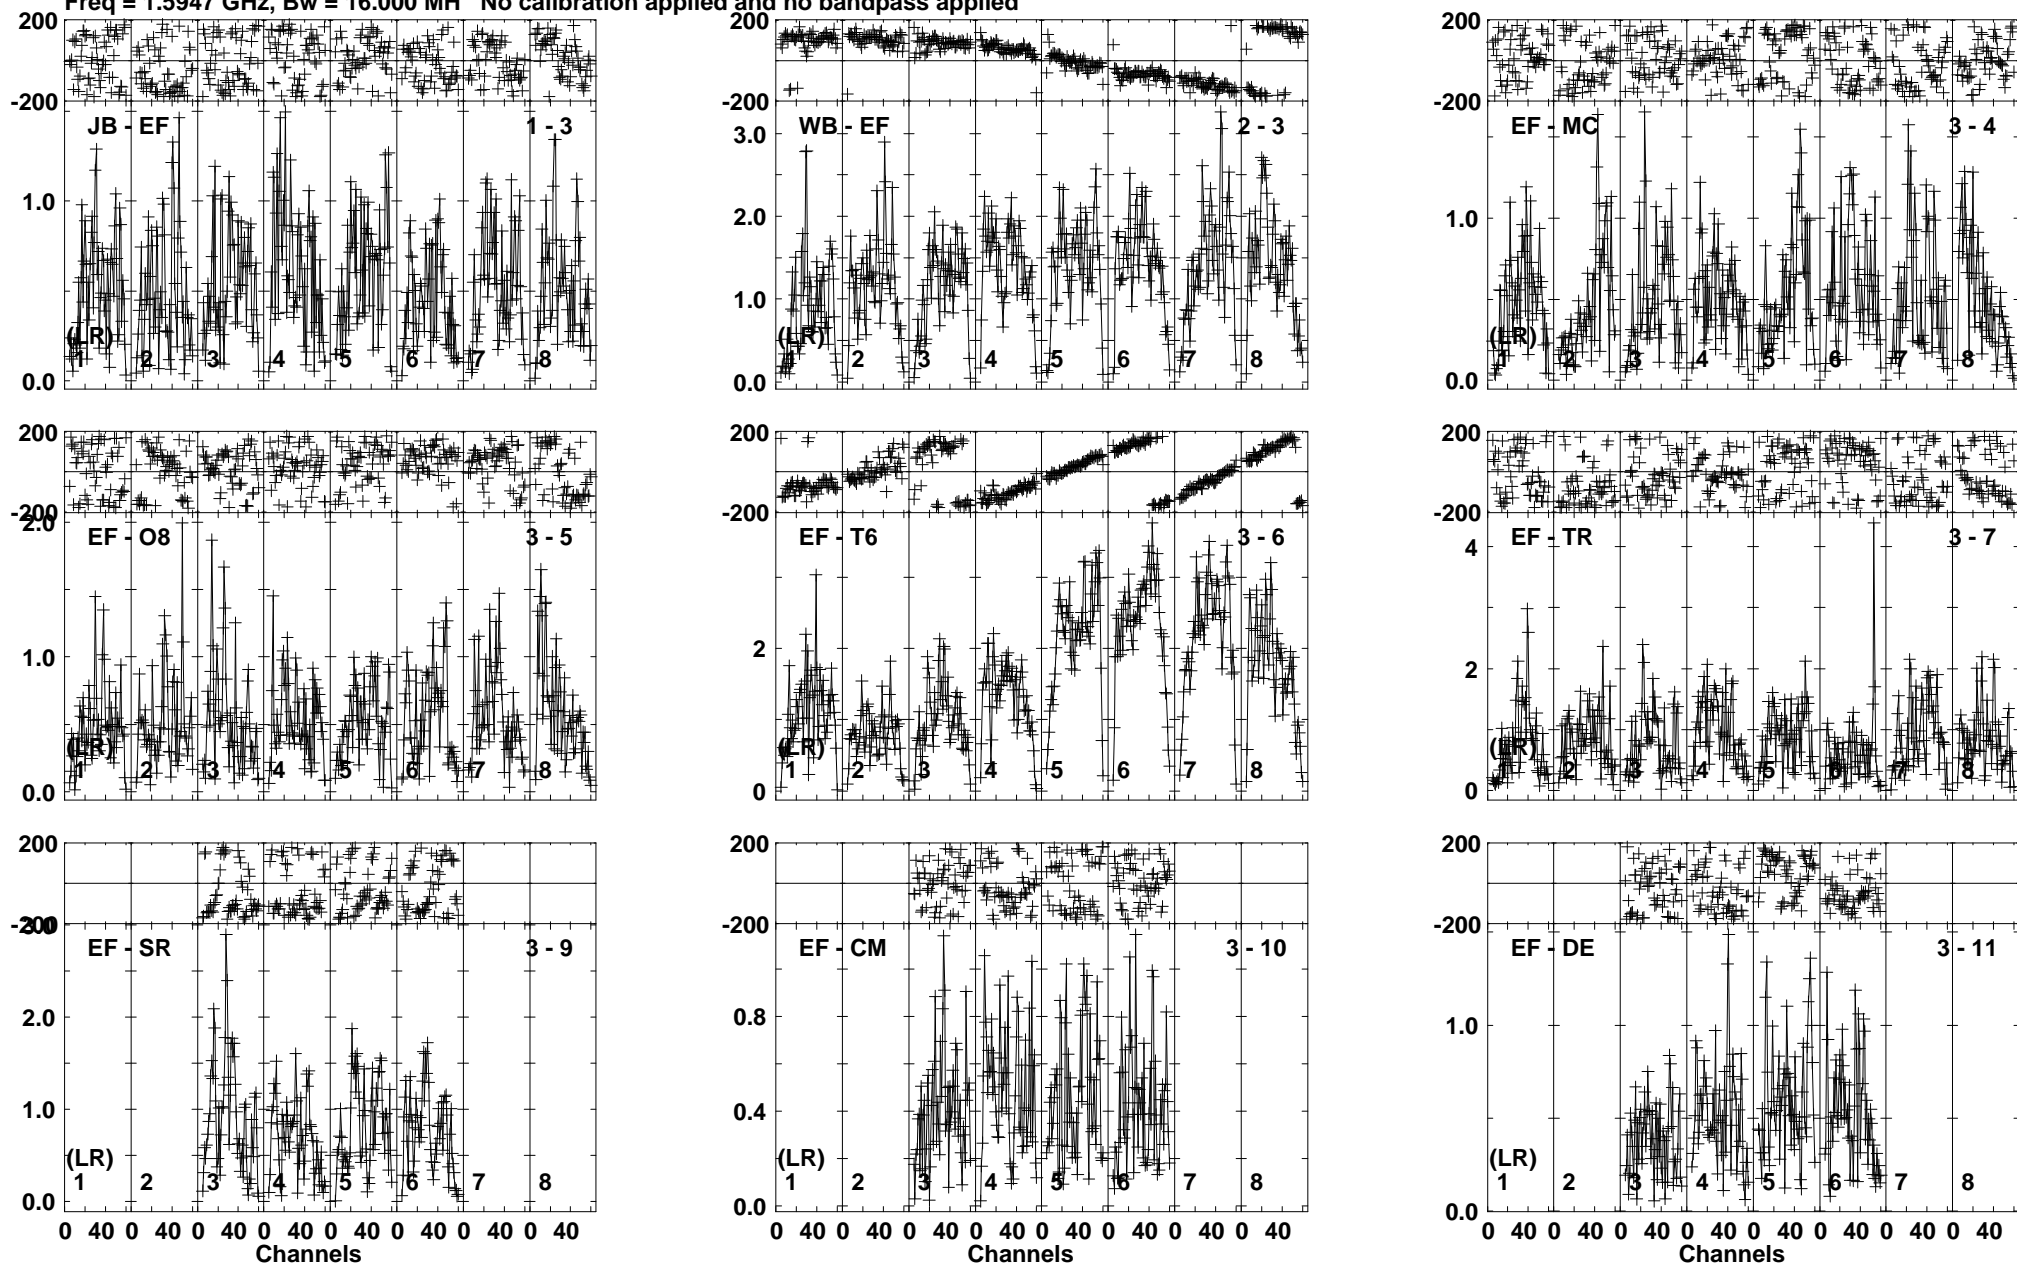 Freq = 1.5947 GHz, Bw = 16.000 MH No calibration applied and no bandpass applied
200 200 200
-200 -200 -200
JB - EF 1 - 3 WB - EF 2 - 3 EF - MC 3 - 4
3.0
1.0 2.0 1.0
1.0
(LR) (LR) (LR)
1 2 3 4 5 6 7 8 1 2 3 4 5 6 7 8 1 2 3 4 5 6 7 8
0.0 0.0 0.0
200 200 200
-200 -200 -200
2.0
EF - O8 3 - 5 EF - T6 3 - 6 EF - TR 3 - 7
4
1.0 2 2
(LR) (LR) (LR)
1 2 3 4 5 6 7 8 1 2 3 4 5 6 7 8 1 2 3 4 5 6 7 8
0.0 0 0
200 200 200
-200 -200 -200
3.0
EF - SR 3 - 9 EF - CM 3 - 10 EF - DE 3 - 11
2.0 0.8 1.0
1.0 0.4
(LR) (LR) (LR)
1 2 3 4 5 6 7 8 1 2 3 4 5 6 7 8 1 2 3 4 5 6 7 8
0.0 0.0 0.0
0 40 0 40 0 40 0 40 0 40 0 40 0 40 0 40 0 40 0 40 0 40 0 40 0 40 0 40 0 40 0 40 0 40 0 40 0 40 0 40 0 40 0 40 0 40 0 40
Channels Channels Channels